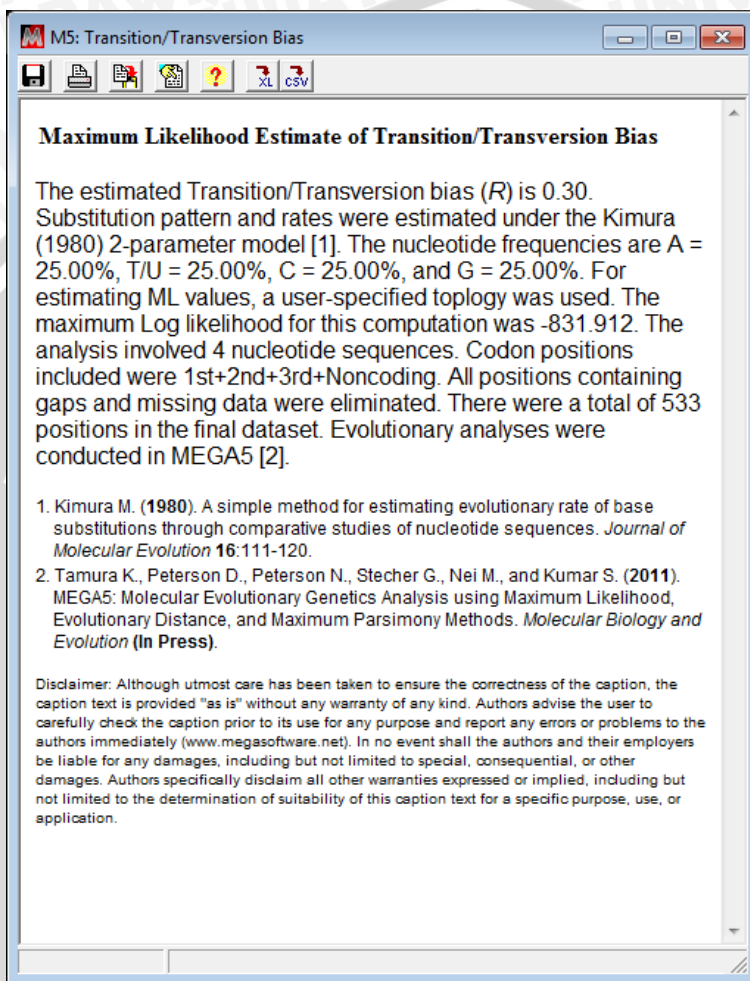 M5: Transition/Transversion Bias
XL CSV
Maximum Likelihood Estimate of Transition/Transversion Bias
The estimated Transition/Transversion bias (R) is 0.30.
Substitution pattern and rates were estimated under the Kimura
(1980) 2-parameter model [1]. The nucleotide frequencies are A =
25.00%, T/U = 25.00%, C = 25.00%, and G = 25.00%. For
estimating ML values, a user-specified toplogy was used. The
maximum Log likelihood for this computation was -831.912. The
analysis involved 4 nucleotide sequences. Codon positions
included were 1st+2nd+3rd+Noncoding. All positions containing
gaps and missing data were eliminated. There were a total of 533
positions in the final dataset. Evolutionary analyses were
conducted in MEGA5 [2].
1. Kimura M. (1980). A simple method for estimating evolutionary rate of base
substitutions through comparative studies of nucleotide sequences. Journal of
Molecular Evolution 16:111-120.
2. Tamura K., Peterson D., Peterson N., Stecher G., Nei M., and Kumar S. (2011).
MEGA5: Molecular Evolutionary Genetics Analysis using Maximum Likelihood,
Evolutionary Distance, and Maximum Parsimony Methods. Molecular Biology and
Evolution (In Press).
Disclaimer: Although utmost care has been taken to ensure the correctness of the caption, the
caption text is provided "as is" without any warranty of any kind. Authors advise the user to
carefully check the caption prior to its use for any purpose and report any errors or problems to the
authors immediately (www.megasoftware.net). In no event shall the authors and their employers
be liable for any damages, including but not limited to special, consequential, or other
damages. Authors specifically disclaim all other warranties expressed or implied, including but
not limited to the determination of suitability of this caption text for a specific purpose, use, or
application.